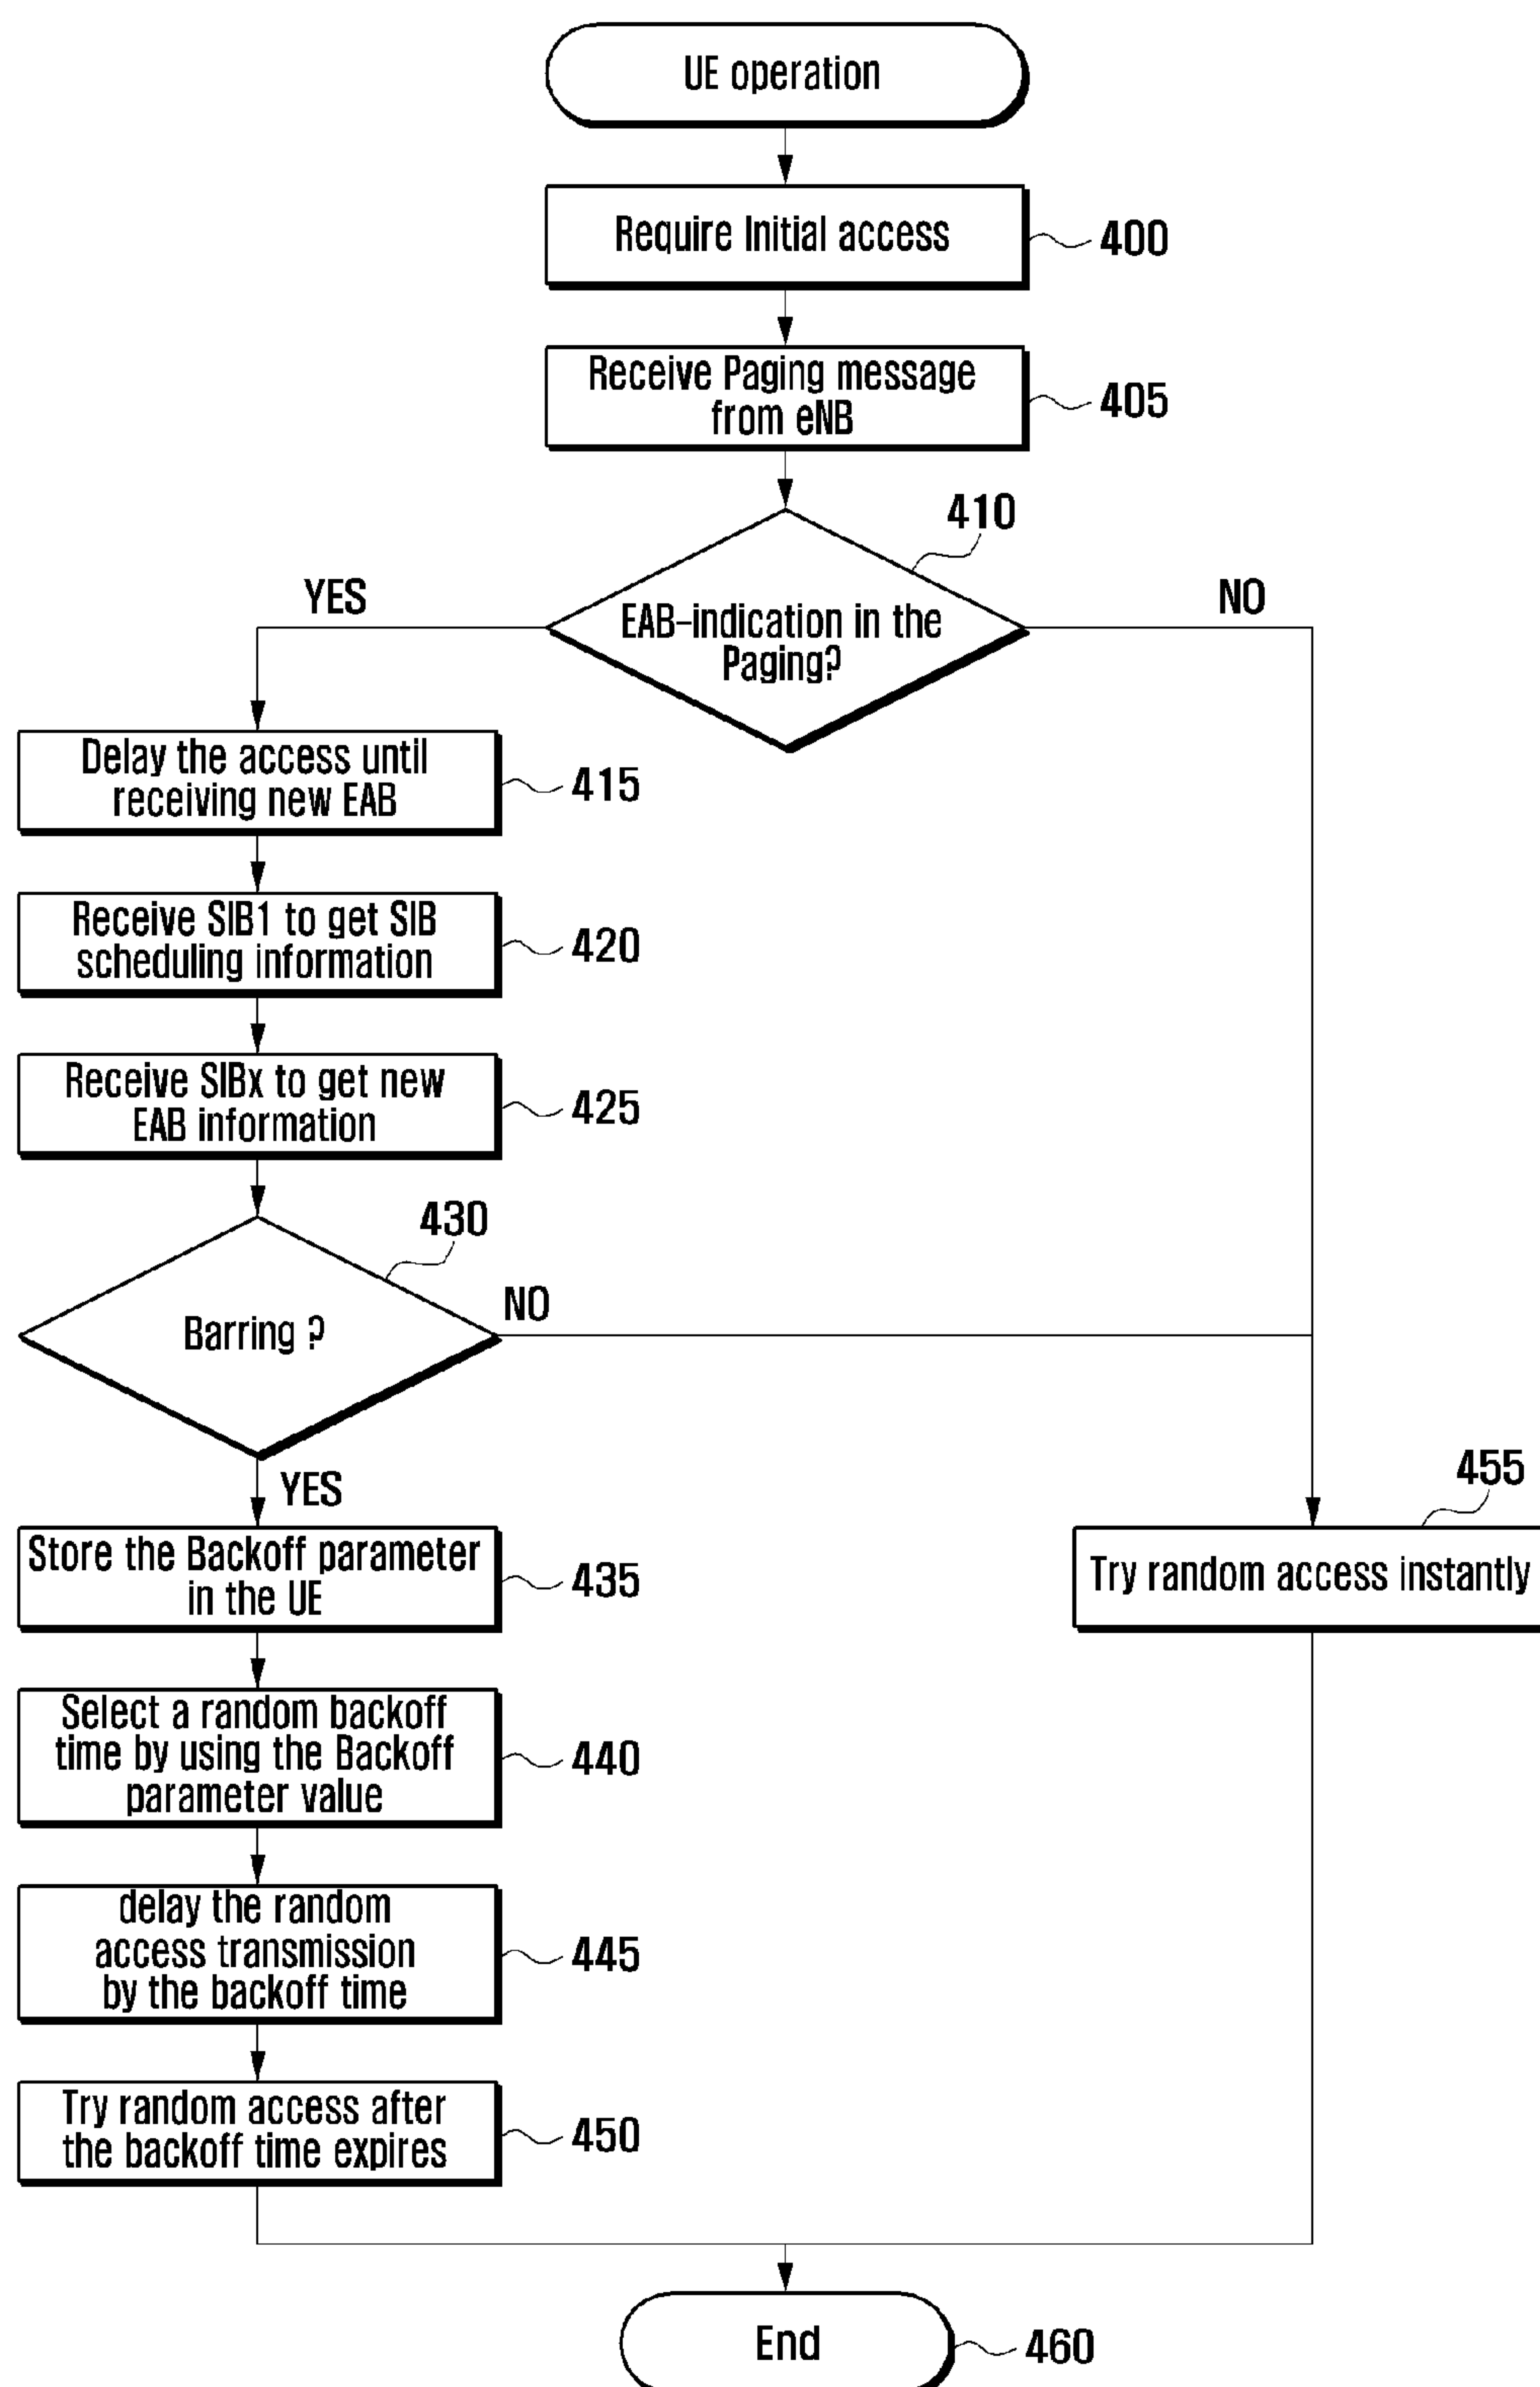 UE operation
Require Initial access
400
Receive Paging message
from eNB
405
410
YES
NO
EAB-indication in the
Paging?
Delay the access until
receiving new EAB
415
Receive SIB1 to get SIB
scheduling information
420
Receive SIBx to get new
EAB information
425
430
Barring ?
NO
YES
455
Store the Backoff parameter
in the UE
435
Try random access instantly
Select a random backoff
time by using the Backoff
parameter value
440
delay the random
access transmission
by the backoff time
445
Try random access after
the backoff time expires
450
End
460